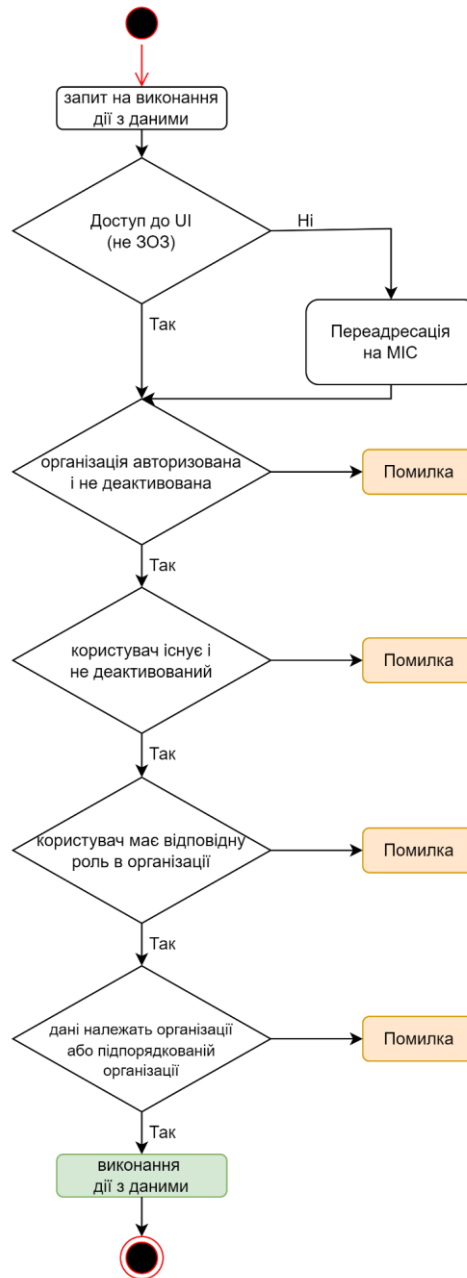 запит на виконання
дії з даними
Доступ до UI
(не ЗОЗ)
Ні
Так
Переадресація
на МІС
організація авторизована
і не деактивована
Помилка
Так
користувач існує і
не деактивований
Помилка
Так
користувач має відповідну
роль в організації
Помилка
Так
дані належать організації
або підпорядкованій
організації
Помилка
Так
виконання
дії з даними